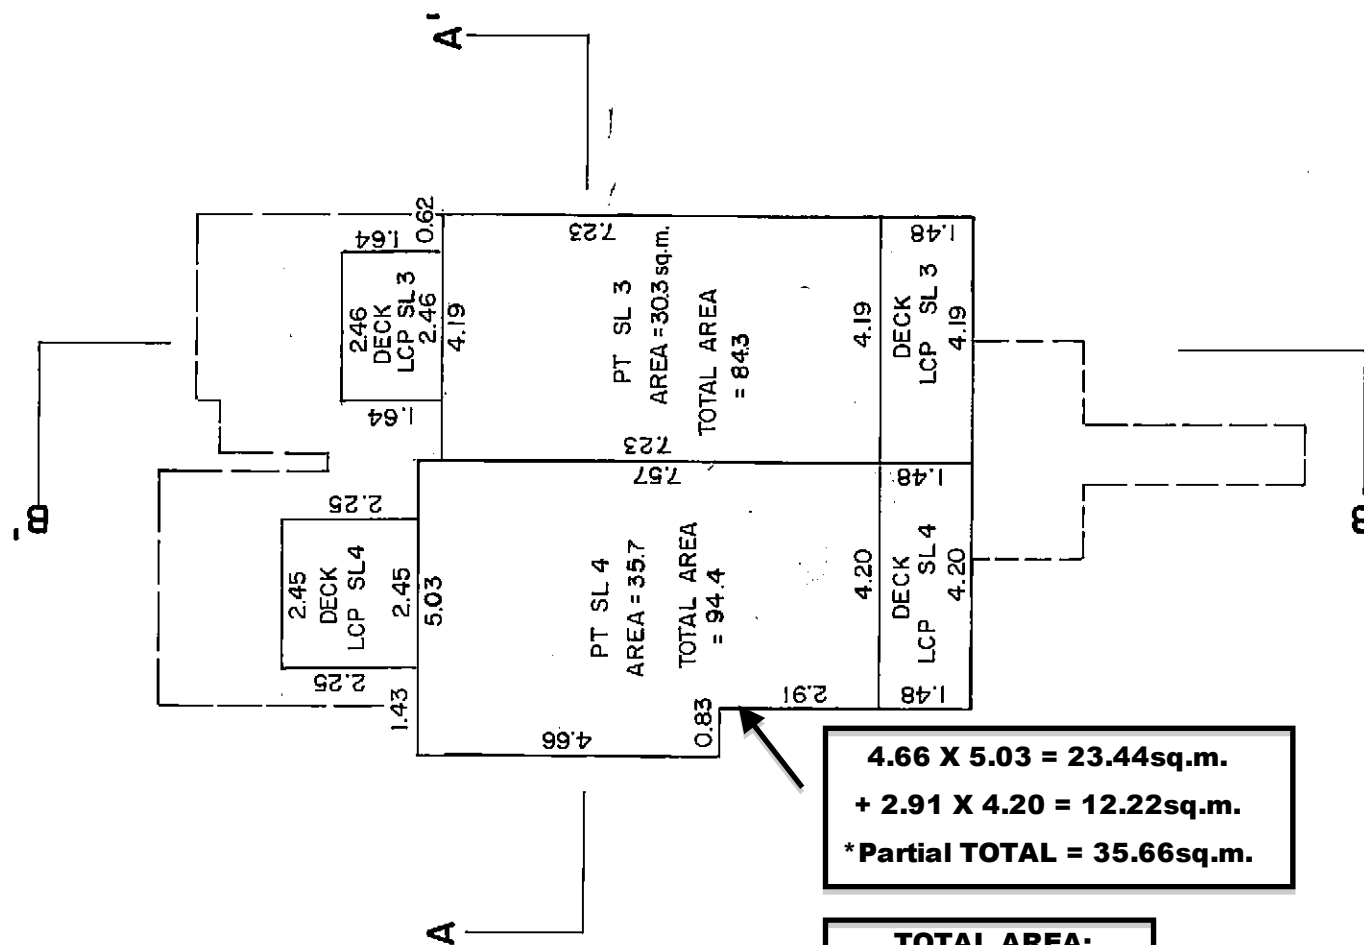 A'
B'
0.62
1.64
2.46
DECK
LCP SL 3
2.46
4.19
1.64
7.23
PT SL 3
AREA = 30.3 sq.m.
TOTAL AREA
= 84.3
7.23
4.19
1.48
DECK
LCP SL 3
4.19
2.25
2.45
DECK
LCP SL 4
2.45
5.03
2.25
1.43
7.57
PT SL 4
AREA = 35.7
TOTAL AREA
= 94.4
4.66
0.83
2.91
4.20
1.48
DECK
LCP SL 4
4.20
1.48
B
4.66 X 5.03 = 23.44sq.m.
+ 2.91 X 4.20 = 12.22sq.m.
*Partial TOTAL = 35.66sq.m.
A
TOTAL AREA: